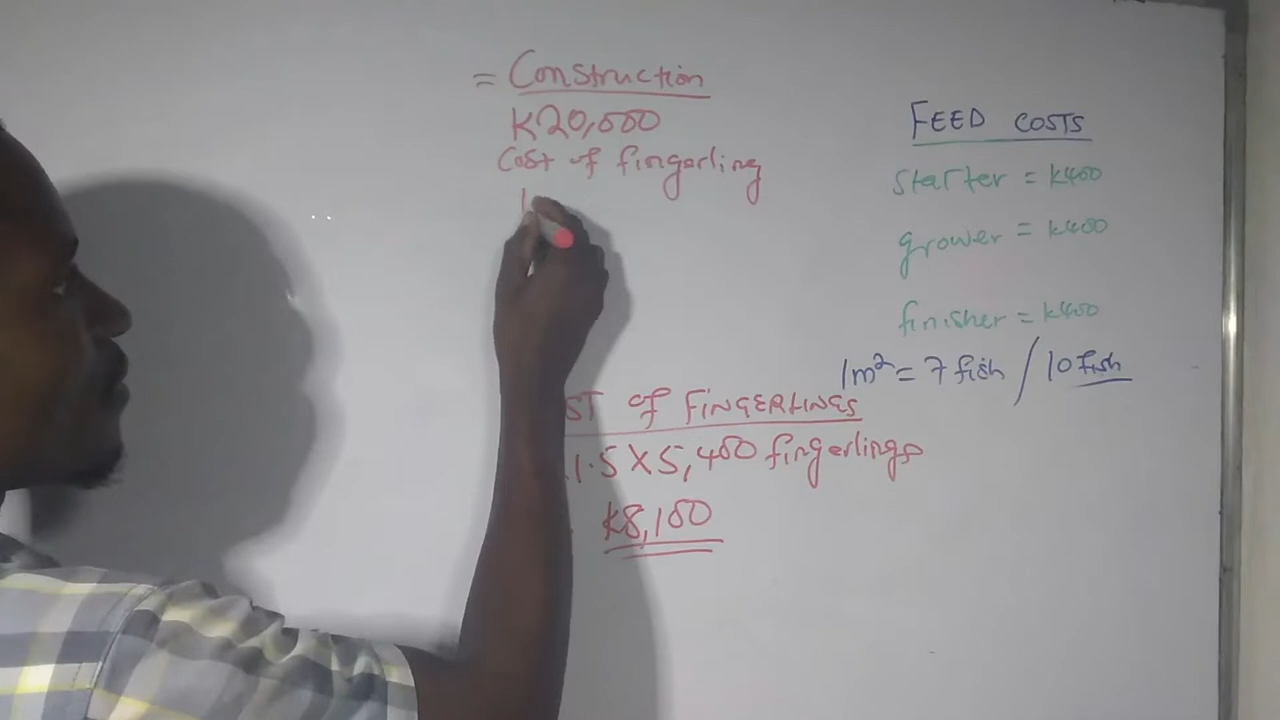 = Construction
K20,000
Cost of fingerling
FEED COSTS
Starter = K400
grower = K400
finisher = K400
1m² = 7 fish / 10 fish
ST of FINGERLINGS
1.5 X 5,400 fingerlings
K8,100